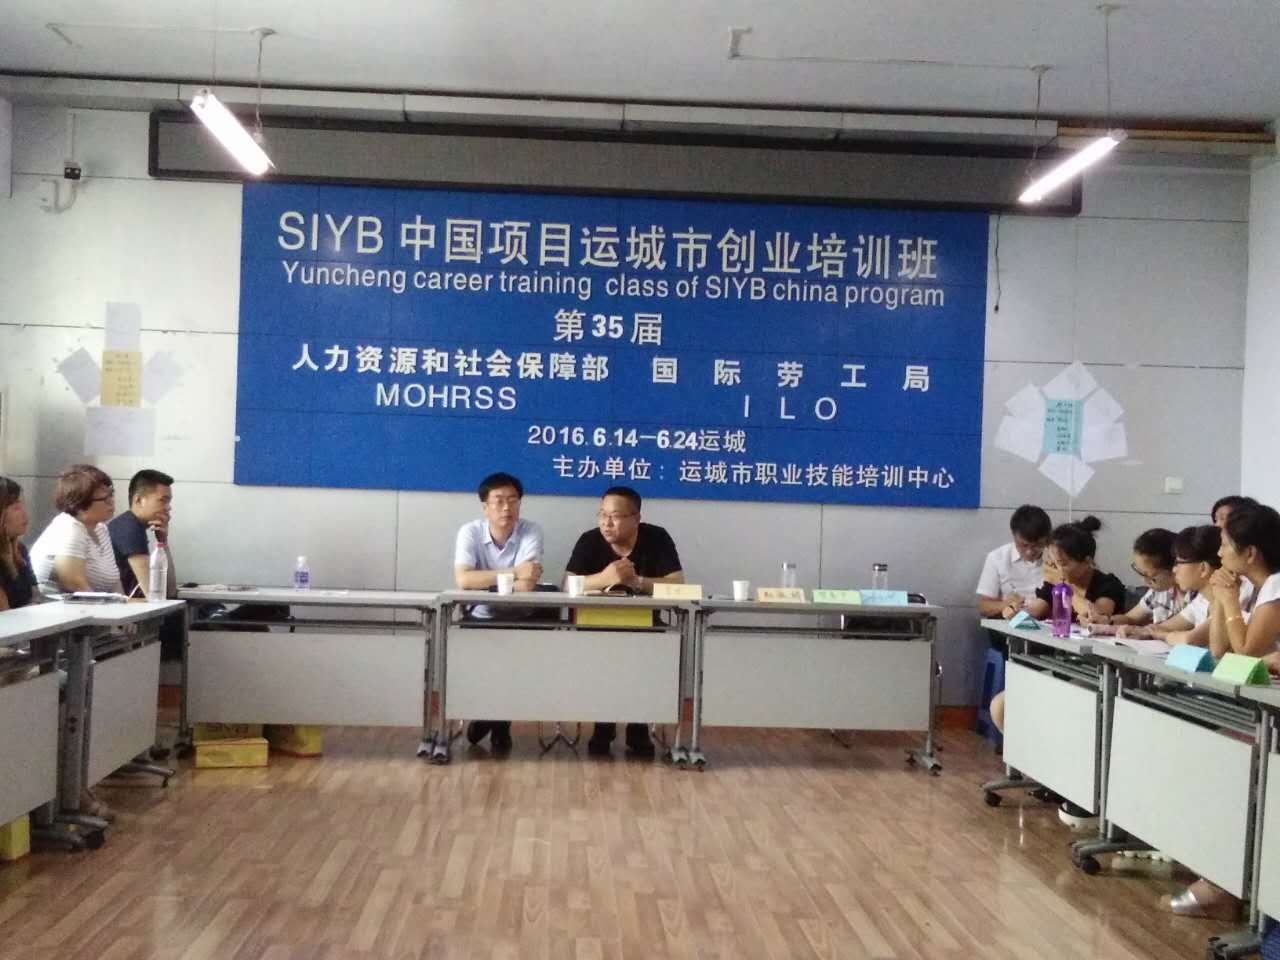 SIYB 中国项目运城市创业培训班
Yuncheng career training class of SIYB china program
第35届
人力资源和社会保障部 国际劳工局
MOHRSS ILO
2016.6.14—6.24运城
主办单位：运城市职业技能培训中心